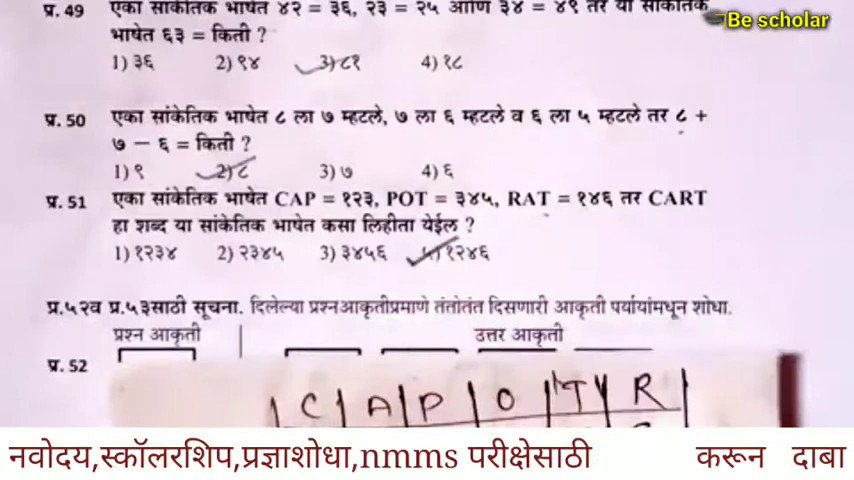 प्र. 49 एका सांकेतिक भाषेत ४२ = ३६, २३ = २५ आणि ३४ = ४९ तर या सांकेतिक
Be scholar
भाषेत ६३ = किती ?
1) ३६ 2) ९४ 3) ८१ 4) १८
प्र. 50 एका सांकेतिक भाषेत ८ ला ७ म्हटले, ७ ला ६ म्हटले व ६ ला ५ म्हटले तर ८ +
७ – ६ = किती ?
1) ९ 2) ८ 3) ७ 4) ६
प्र. 51 एका सांकेतिक भाषेत CAP = १२३, POT = ३४५, RAT = १४६ तर CART
हा शब्द या सांकेतिक भाषेत कसा लिहीता येईल ?
1) १२३४ 2) २३४५ 3) ३४५६ ४) १२४६
प्र.५२व प्र.५३साठी सूचना. दिलेल्या प्रश्नआकृतीप्रमाणे तंतोतंत दिसणारी आकृती पर्यायांमधून शोधा.
प्रश्न आकृती उत्तर आकृती
प्र. 52
C A P O T R
नवोदय,स्कॉलरशिप,प्रज्ञाशोधा,nmms परीक्षेसाठी करून दाबा